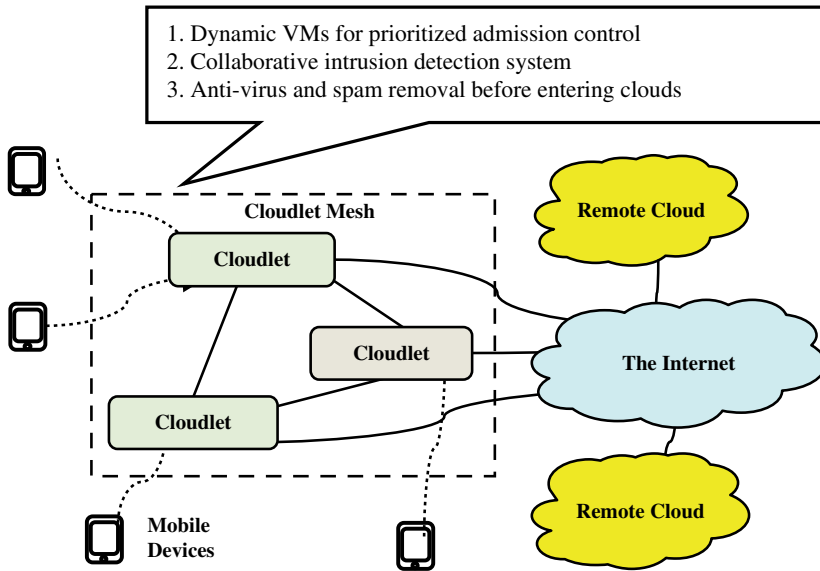 1. Dynamic VMs for prioritized admission control
2. Collaborative intrusion detection system
3. Anti-virus and spam removal before entering clouds
Cloudlet Mesh
Remote Cloud
Cloudlet
Cloudlet
The Internet
Cloudlet
Remote Cloud
Mobile
Devices